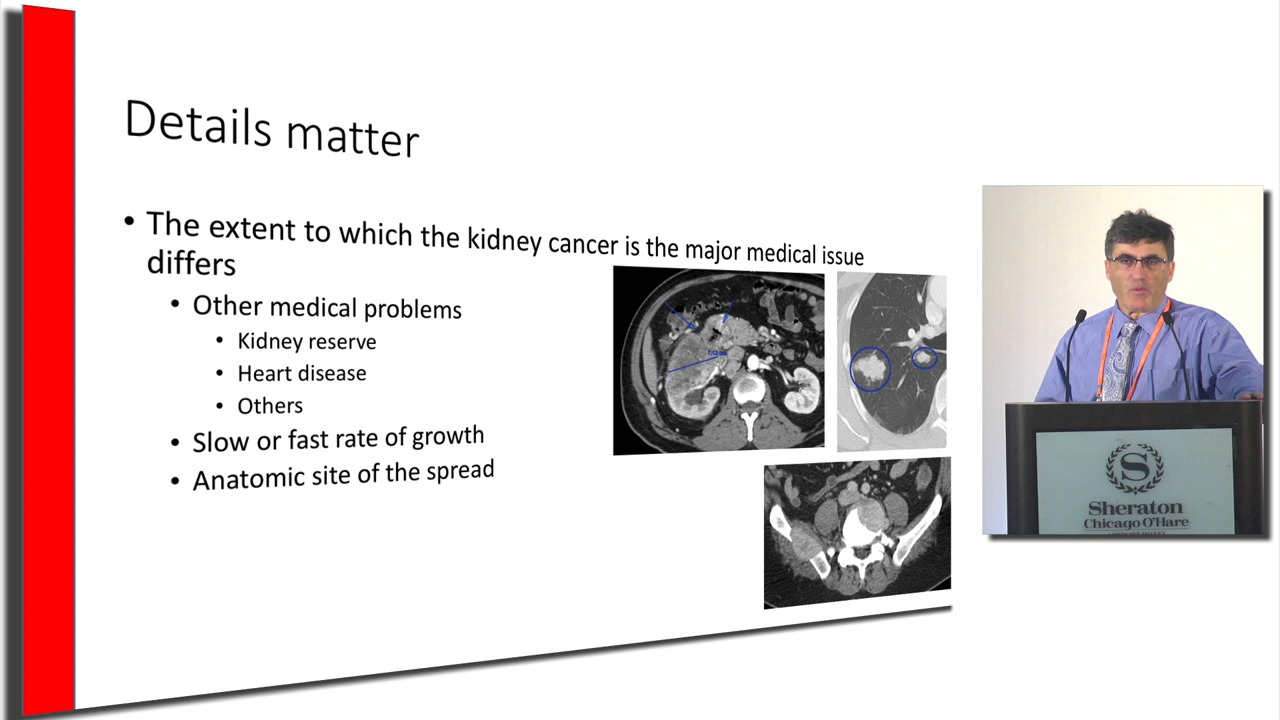 Details matter
• The extent to which the kidney cancer is the major medical issue
differs
• Other medical problems
• Kidney reserve
• Heart disease
• Others
• Slow or fast rate of growth
• Anatomic site of the spread
S
Sheraton
Chicago O'Hare